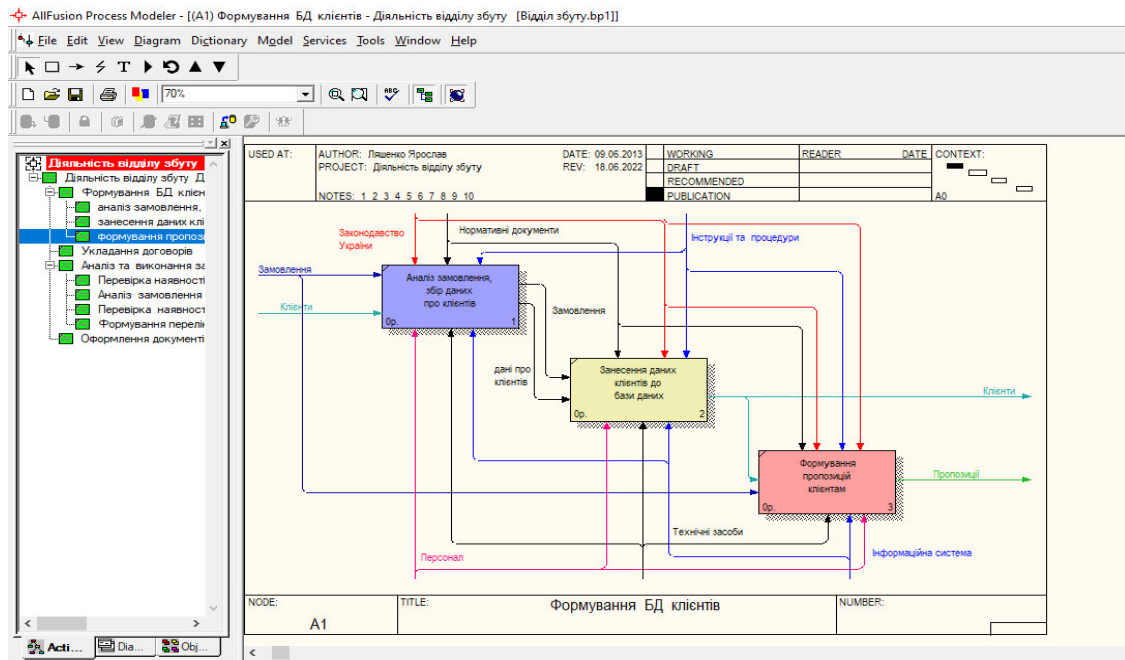 AllFusion Process Modeler - [(A1) Формування БД клієнтів - Діяльність відділу збуту [Відділ збуту.bp1]]
File Edit View Diagram Dictionary Model Services Tools Window Help
70%
Діяльність відділу збуту
Діяльність відділу збуту Д
Формування БД клієн
аналіз замовлення,
занесення даних клі
формування пропоз
Укладання договорів
Аналіз та виконання за
Перевірка наявності
Аналіз замовлення
Перевірка наявност
Формування перелік
Оформлення документі
Acti... Dia... Obj...
USED AT: AUTHOR: Ляшенко Ярослав DATE: 09.06.2013 WORKING READER DATE CONTEXT:
PROJECT: Діяльність відділу збуту REV: 18.06.2022 DRAFT
RECOMMENDED
NOTES: 1 2 3 4 5 6 7 8 9 10 PUBLICATION A0
Законодавство
України
Нормативні документи
Інструкції та процедури
Замовлення
Клієнти
Аналіз замовлення,
збір даних
про клієнтів
0р. 1
Замовлення
дані про
клієнтів
Занесення даних
клієнтів до
бази даних
0р. 2
Клієнти
Формування
пропозицій
клієнтам
0р. 3
Пропозиції
Технічні засоби
Персонал
Інформаційна система
NODE: TITLE: Формування БД клієнтів NUMBER:
A1